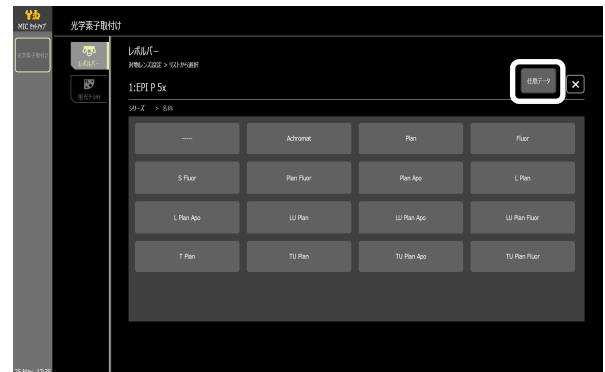 MIC セットアップ
光学素子取付け
光学素子取付け
レボルバー
蛍光ターレット
レボルバー
対物レンズ設定 > リストから選択
任意データ
1:EPI P 5x
シリーズ > 名称
-----
Achromat
Plan
Fluor
S Fluor
Plan Fluor
Plan Apo
L Plan
L Plan Apo
LU Plan
LU Plan Apo
LU Plan Fluor
T Plan
TU Plan
TU Plan Apo
TU Plan Fluor